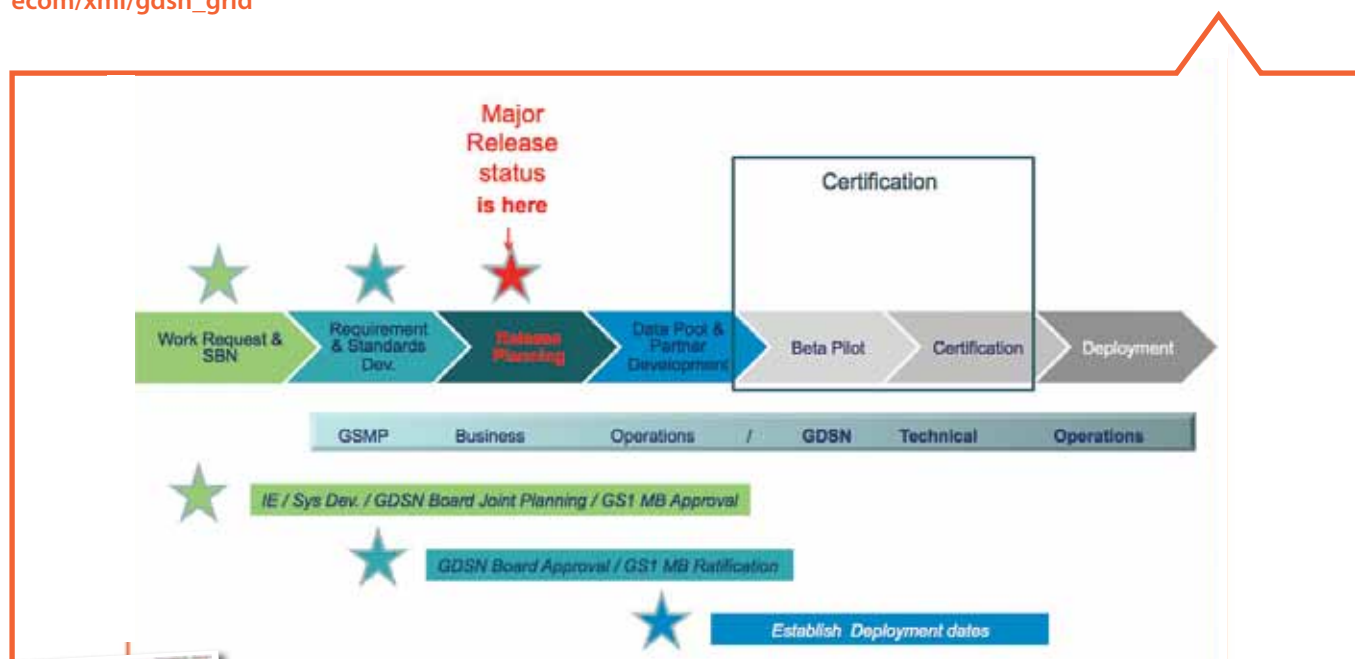 ecom/xml/gdsn_grid
Major
Release
status
is here
Certification
Work Request &
SBN
Requirement
& Standards
Dev.
Release
Planning
Data Pool &
Partner
Development
Beta Pilot
Certification
Deployment
GSMP Business Operations / GDSN Technical Operations
IE / Sys Dev. / GDSN Board Joint Planning / GS1 MB Approval
GDSN Board Approval / GS1 MB Ratification
Establish Deployment dates